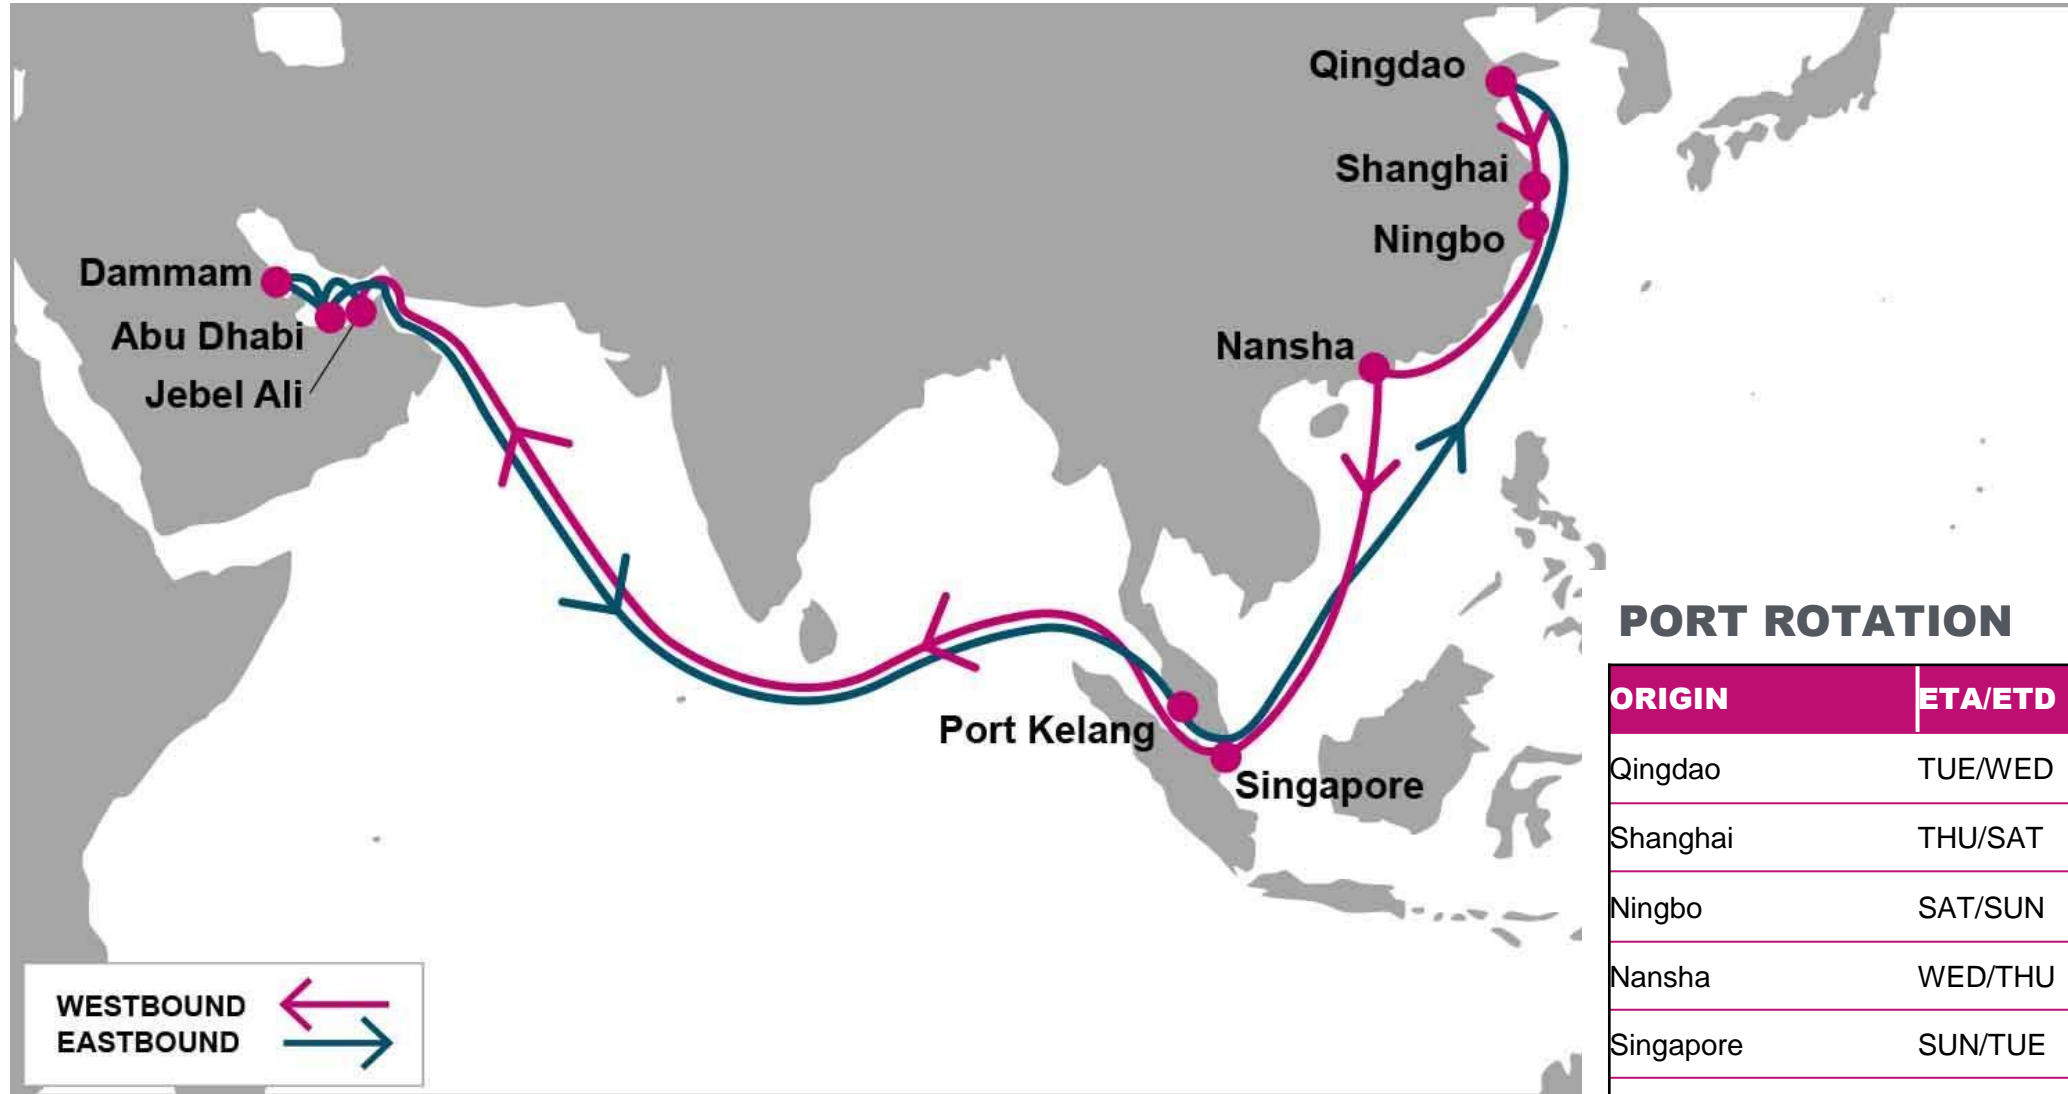 Qingdao
Shanghai
Ningbo
Dammam
Abu Dhabi
Nansha
Jebel Ali
Port Kelang
Singapore
WESTBOUND
EASTBOUND
PORT ROTATION
ORIGIN ETA/ETD
Qingdao TUE/WED
Shanghai THU/SAT
Ningbo SAT/SUN
Nansha WED/THU
Singapore SUN/TUE